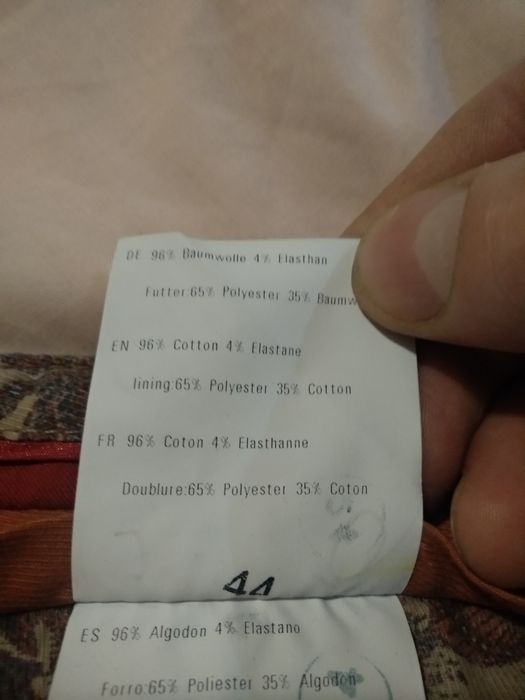 DE 96% Baumwolle 4% Elasthan
Futter:65% Polyester 35% Baumw
EN 96% Cotton 4% Elastane
lining:65% Polyester 35% Cotton
FR 96% Coton 4% Elasthanne
Doublure:65% Polyester 35% Coton
44
ES 96% Algodon 4% Elastano
Forro:65% Poliester 35% Algodon